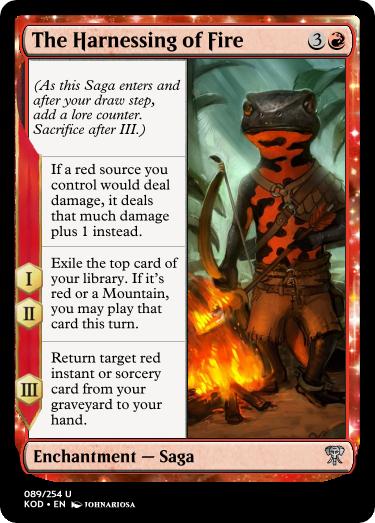 The Harnessing of Fire 3
(As this Saga enters and
after your draw step,
add a lore counter.
Sacrifice after III.)
If a red source you
control would deal
damage, it deals
that much damage
plus 1 instead.
I
II
Exile the top card of
your library. If it's
red or a Mountain,
you may play that
card this turn.
III
Return target red
instant or sorcery
card from your
graveyard to your
hand.
Enchantment — Saga
089/254 U
KOD • EN JOHNARIOSA